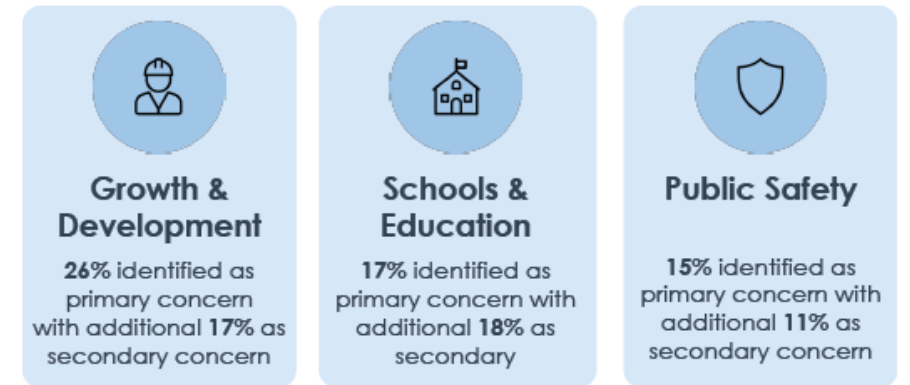 Growth &
Development
26% identified as
primary concern
with additional 17% as
secondary concern
Schools &
Education
17% identified as
primary concern with
additional 18% as
secondary
Public Safety
15% identified as
primary concern with
additional 11% as
secondary concern